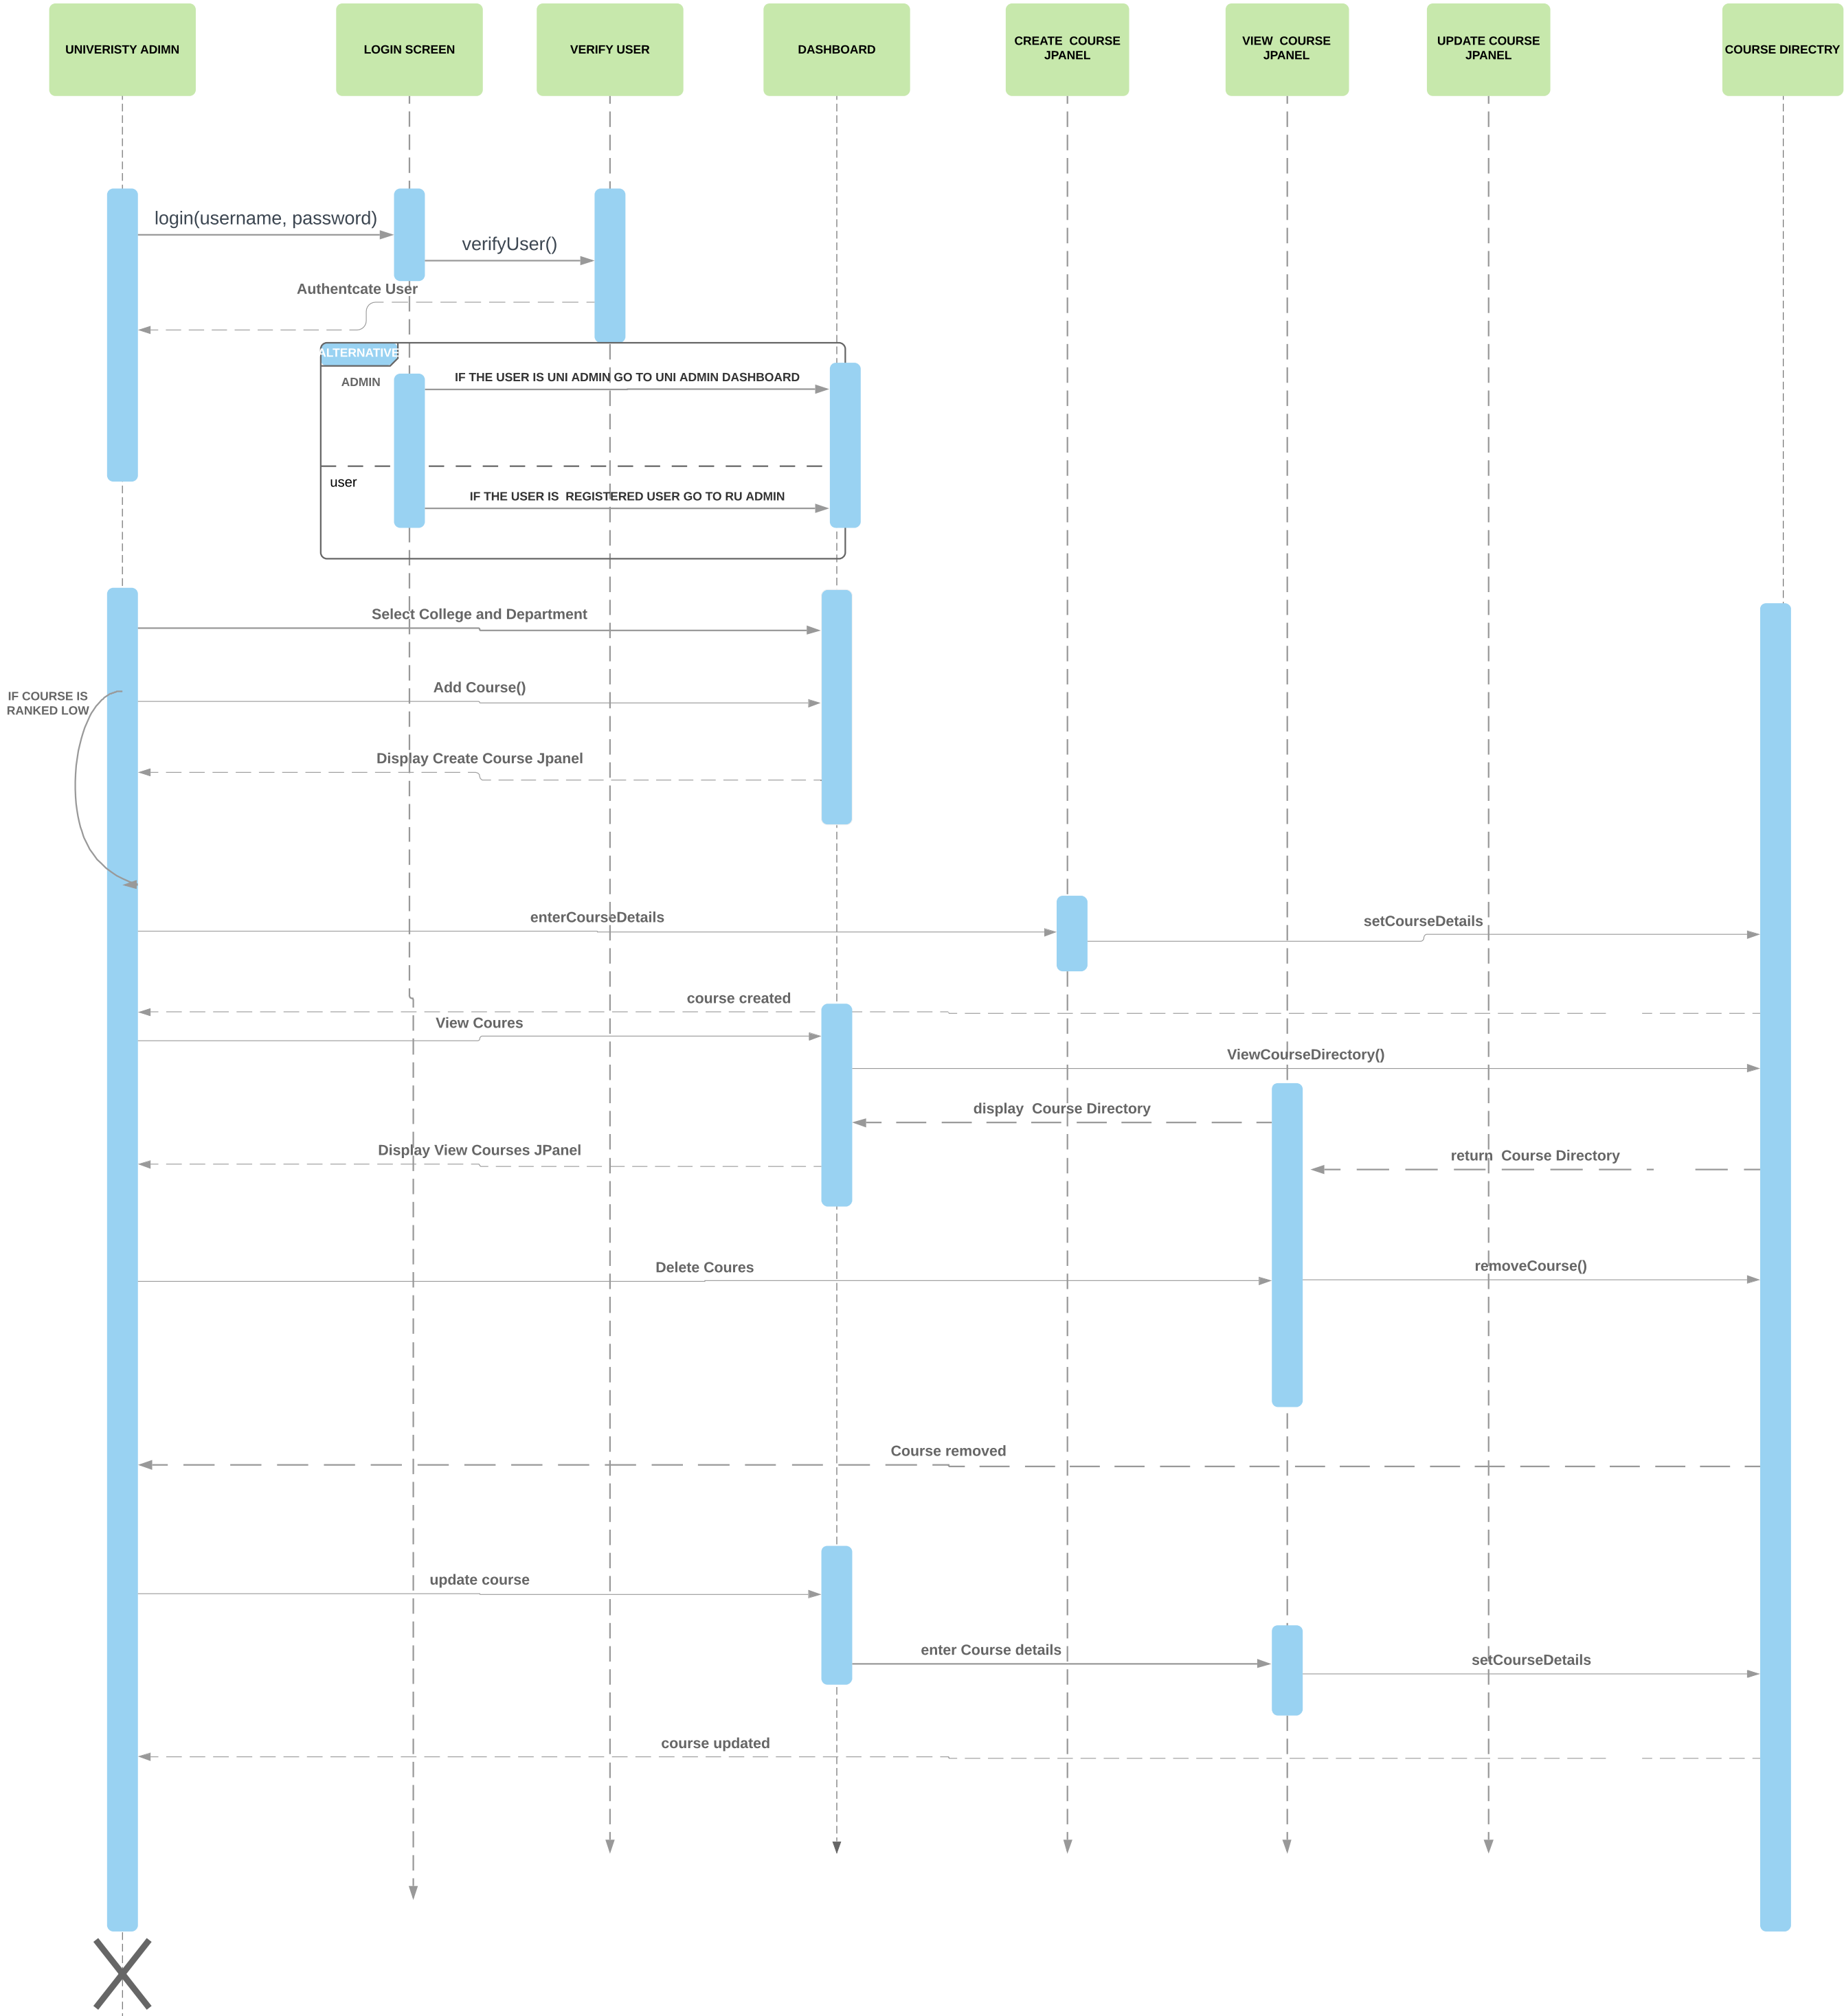 UNIVERISTY ADIMN
LOGIN SCREEN
VERIFY USER
DASHBOARD
CREATE  COURSE
JPANEL
VIEW  COURSE
JPANEL
UPDATE COURSE
JPANEL
COURSE DIRECTRY
login(username, password)
verifyUser()
Authentcate User
ALTERNATIVE
ADMIN
IF THE USER IS UNI ADMIN GO TO UNI ADMIN DASHBOARD
user
IF THE USER IS  REGISTERED USER GO TO RU ADMIN
Select College and Department
IF COURSE IS
RANKED LOW
Add Course()
Display Create Course Jpanel
enterCourseDetails
setCourseDetails
course created
View Coures
ViewCourseDirectory()
display  Course Directory
Display View Courses JPanel
return  Course Directory
Delete Coures
removeCourse()
Course removed
update course
enter Course details
setCourseDetails
course updated